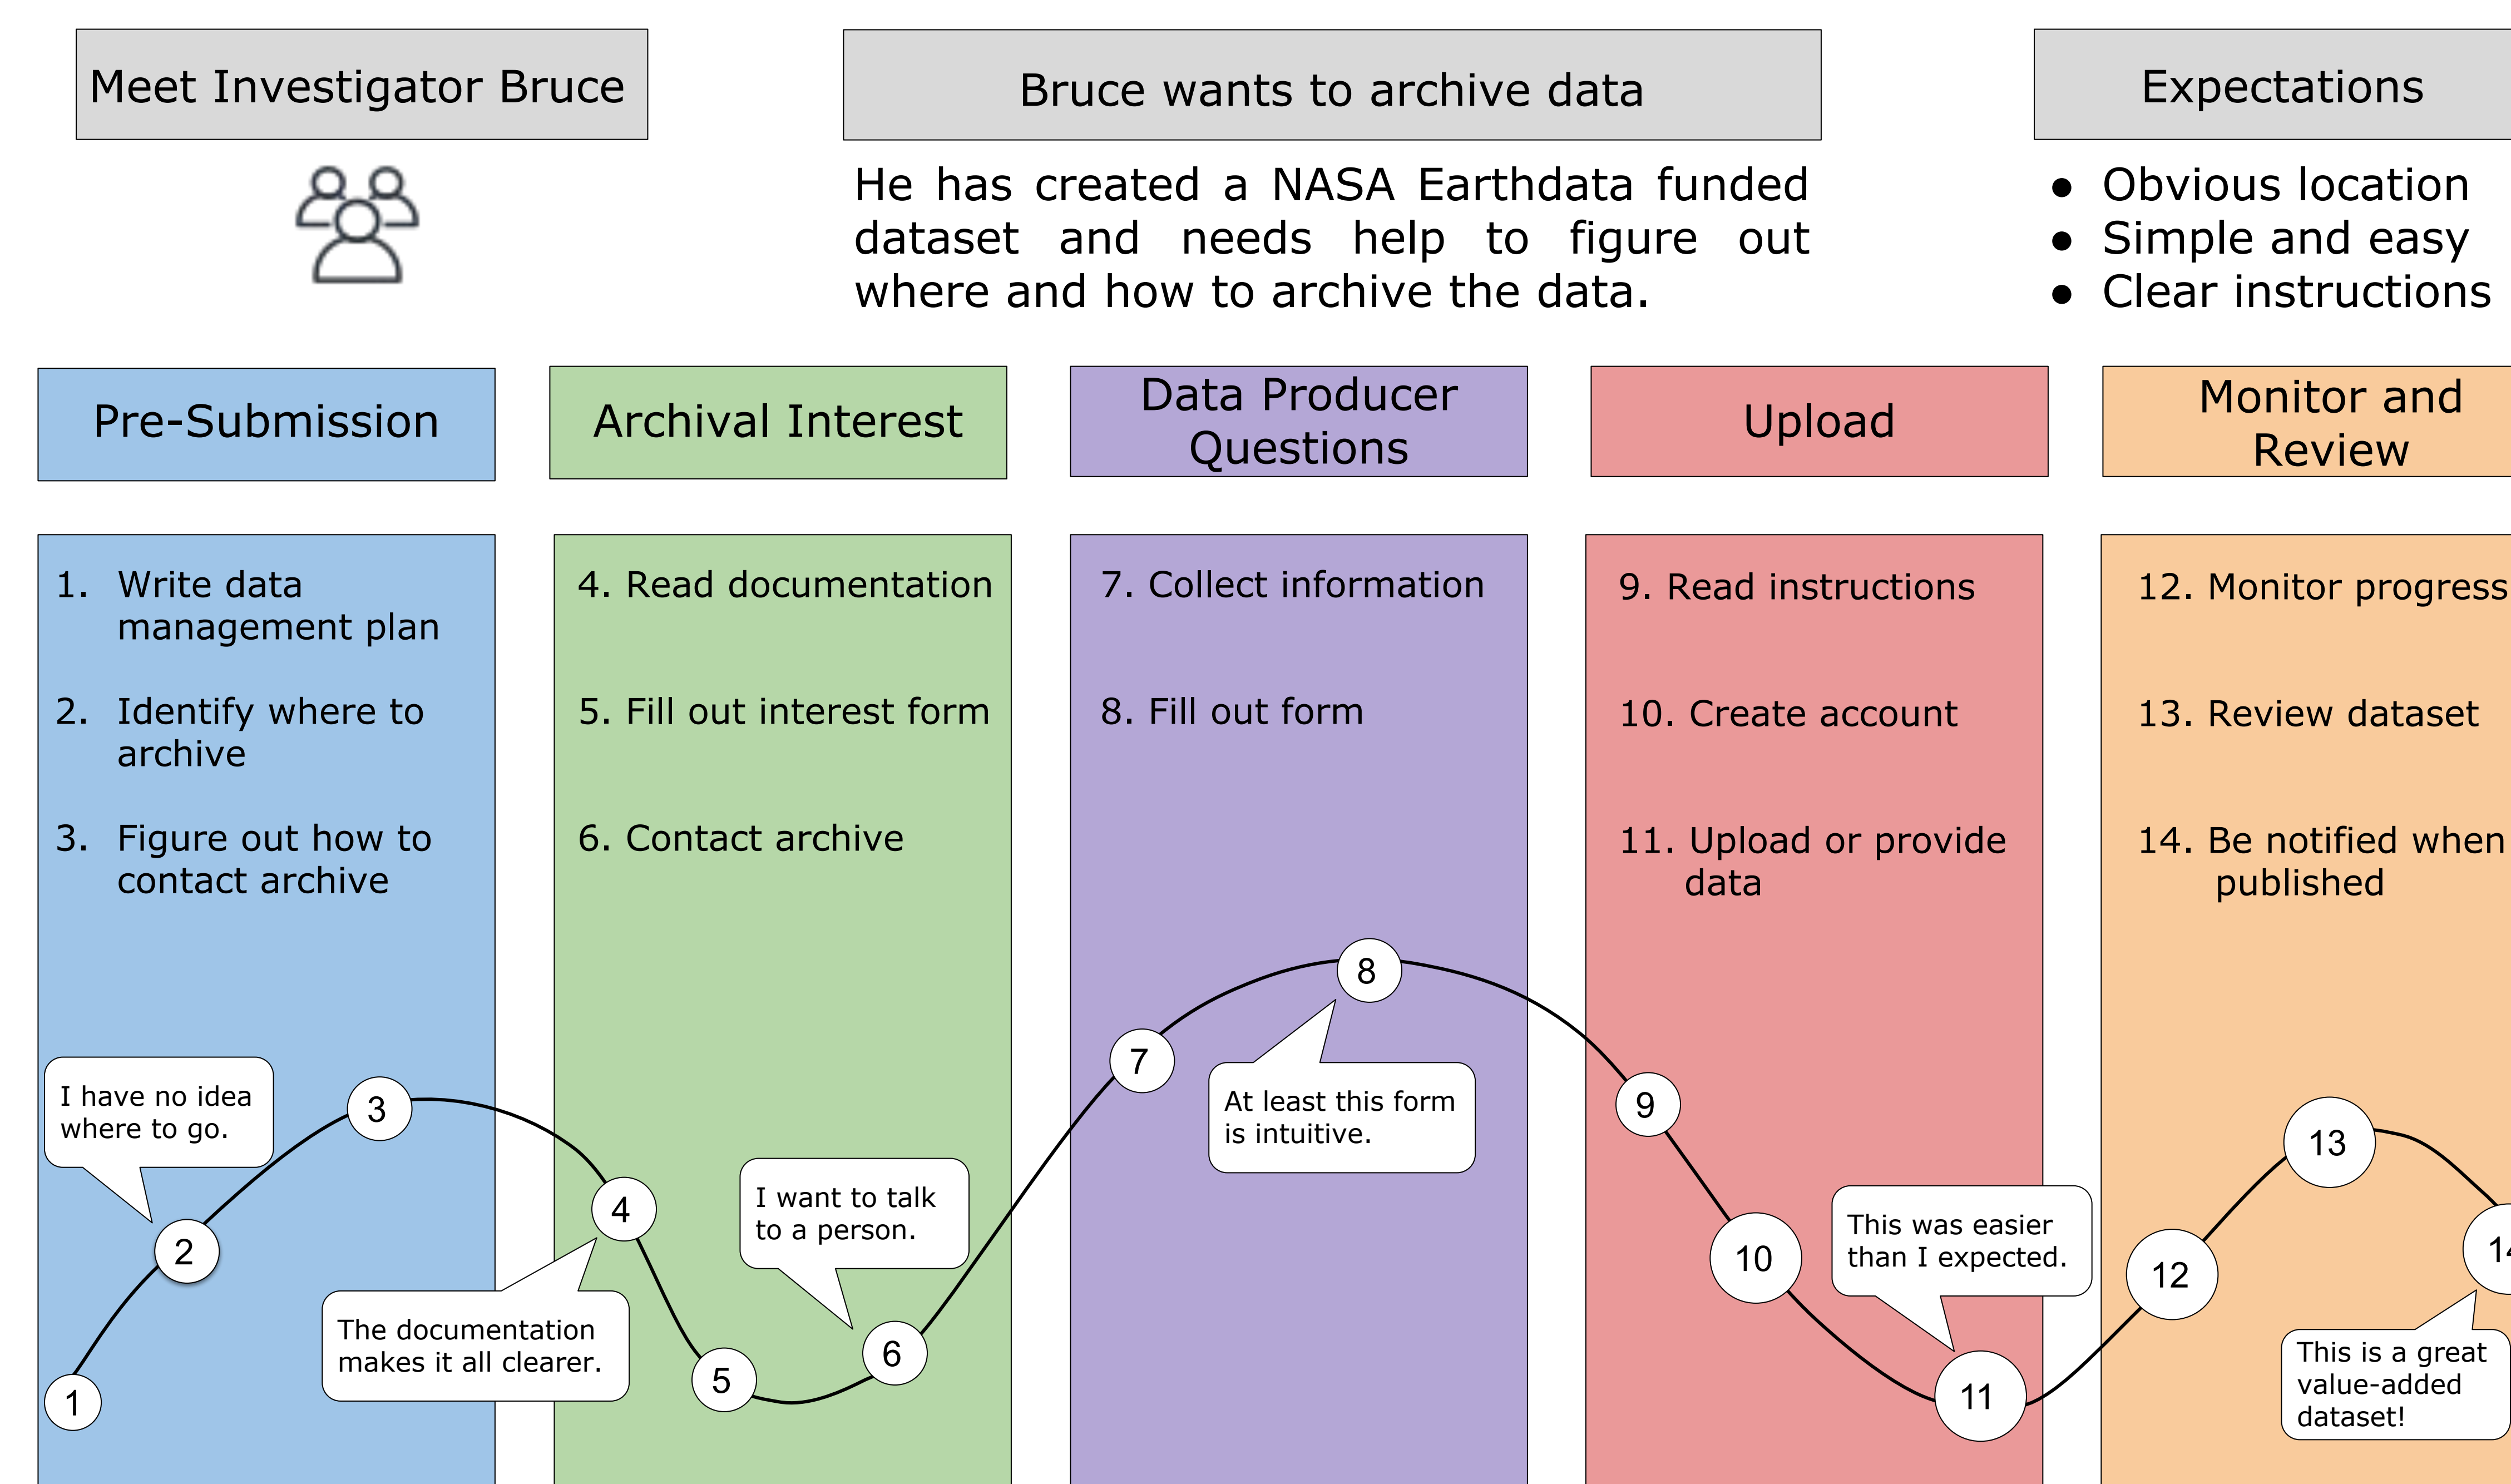 Meet Investigator Bruce
Bruce wants to archive data
Expectations
He has created a NASA Earthdata funded
dataset and needs help to figure out
where and how to archive the data.
● Obvious location
● Simple and easy
● Clear instructions
Pre-Submission
Archival Interest
Data Producer
Questions
Upload
Monitor and
Review
1. Write data
management plan
2. Identify where to
archive
3. Figure out how to
contact archive
4. Read documentation
5. Fill out interest form
6. Contact archive
7. Collect information
8. Fill out form
9. Read instructions
10. Create account
11. Upload or provide
data
12. Monitor progress
13. Review dataset
14. Be notified when
published
I have no idea
where to go.
The documentation
makes it all clearer.
I want to talk
to a person.
At least this form
is intuitive.
This was easier
than I expected.
This is a great
value-added
dataset!
1
2
3
4
5
6
7
8
9
10
11
12
13
14